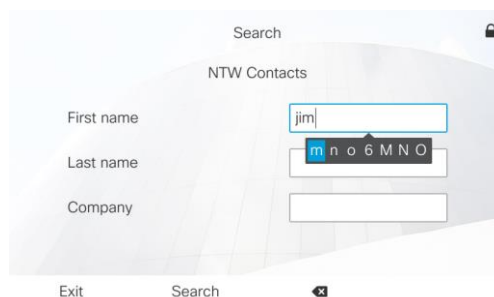 Search
NTW Contacts
First name jim
m n o 6 M N O
Last name
Company
Exit Search